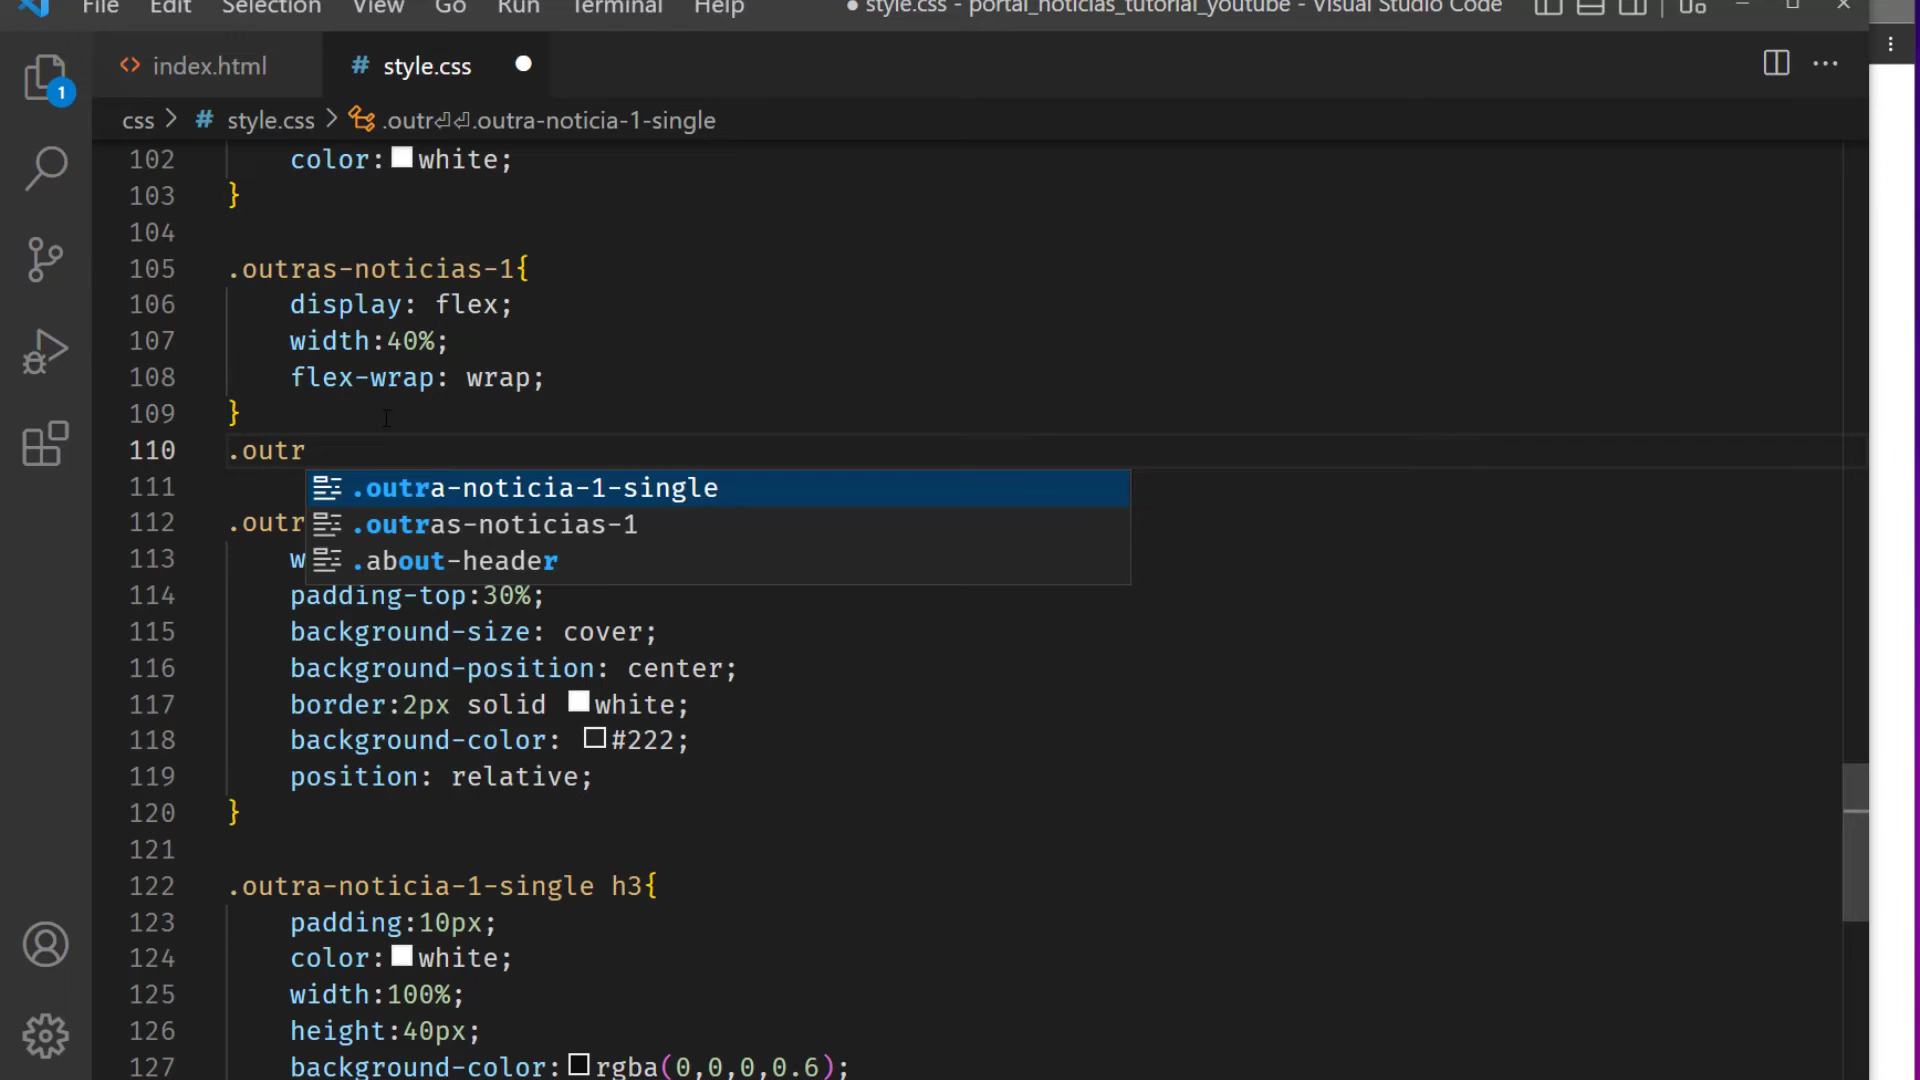 File Edit Selection View Go Run Terminal Help ● style.css - portal_noticias_tutorial_youtube - Visual Studio Code
<> index.html # style.css ●
1
css > # style.css > .outr⏎⏎.outra-noticia-1-single
102 color: white;
103 }
104
105 .outras-noticias-1{
106 display: flex;
107 width:40%;
108 flex-wrap: wrap;
109 }
110 .outr
111 .outra-noticia-1-single
.outras-noticias-1
112 .outr
.about-header
113 w
114 padding-top:30%;
115 background-size: cover;
116 background-position: center;
117 border:2px solid white;
118 background-color: #222;
119 position: relative;
120 }
121
122 .outra-noticia-1-single h3{
123 padding:10px;
124 color: white;
125 width:100%;
126 height:40px;
127 background-color: rgba(0,0,0,0.6);